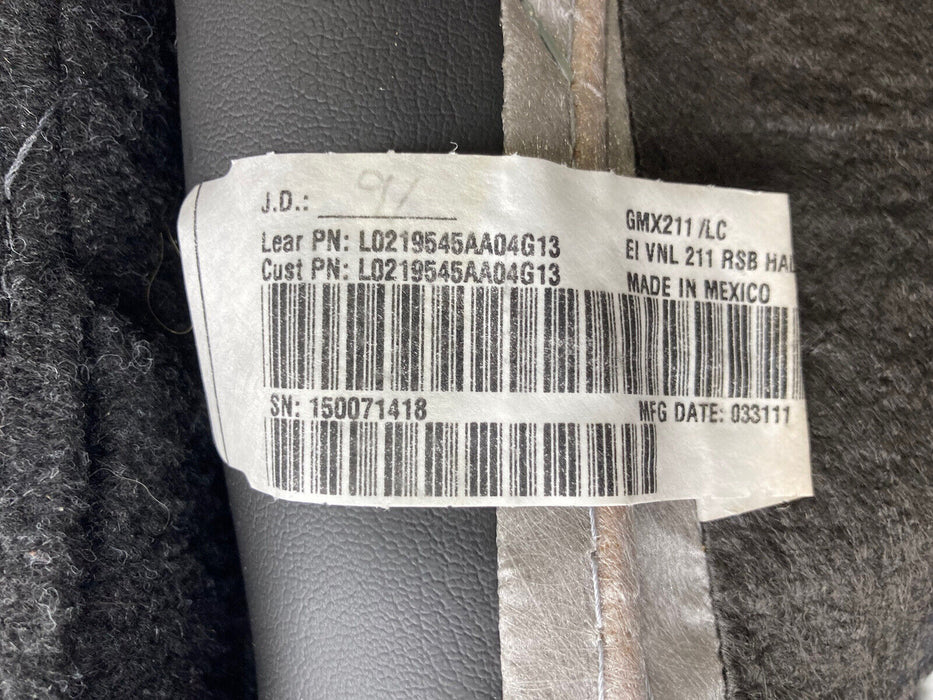 J.D.: 91
Lear PN: L0219545AA04G13
Cust PN: L0219545AA04G13
GMX211 /LC
EI VNL 211 RSB
MADE IN MEXICO
SN: 150071418
MFG DATE: 033111